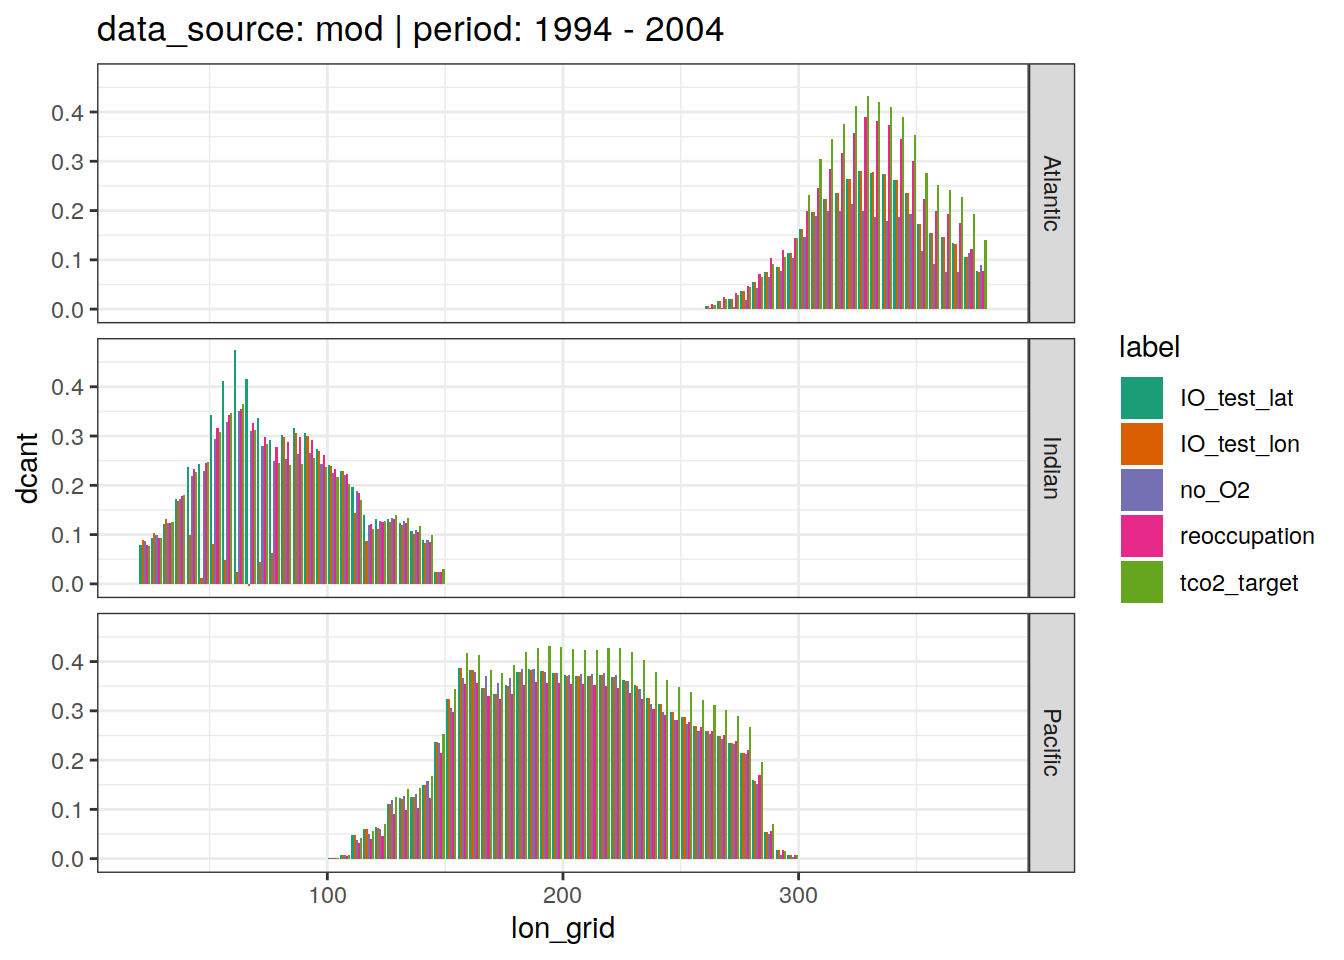 data_source: mod | period: 1994 - 2004
0.4
0.3
0.2
0.1
0.0
Atlantic
0.4
0.3
0.2
0.1
0.0
Indian
0.4
0.3
0.2
0.1
0.0
Pacific
100
200
300
lon_grid
dcant
label
IO_test_lat
IO_test_lon
no_O2
reoccupation
tco2_target